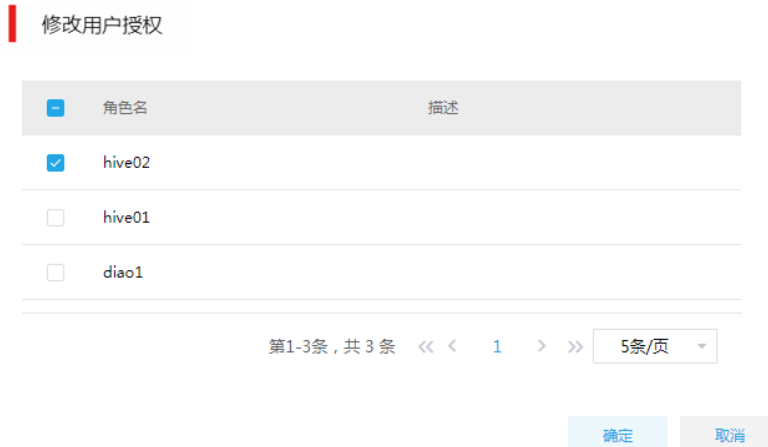 修改用户授权
角色名 描述
hive02
hive01
diao1
第1-3条，共 3 条 1 5条/页
确定 取消